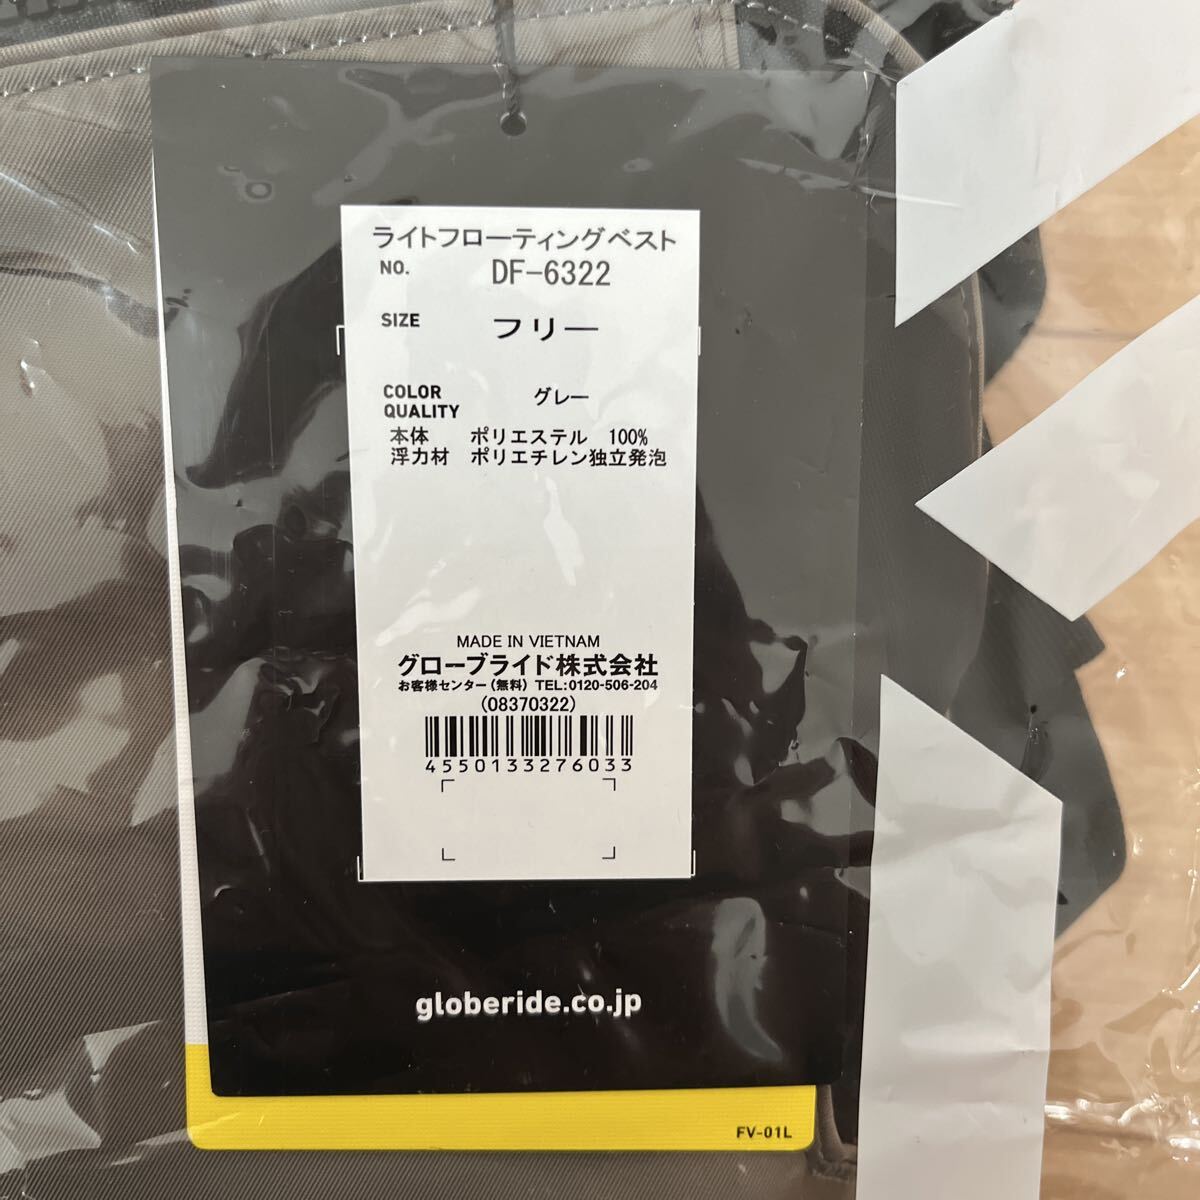 ライトフローティングベスト
NO. DF-6322
SIZE フリー
COLOR グレー
QUALITY
本体 ポリエステル 100%
浮力材 ポリエチレン独立発泡
MADE IN VIETNAM
グローブライド株式会社
お客様センター(無料) TEL:0120-506-204
(08370322)
4550133276033
globeride.co.jp
FV-01L